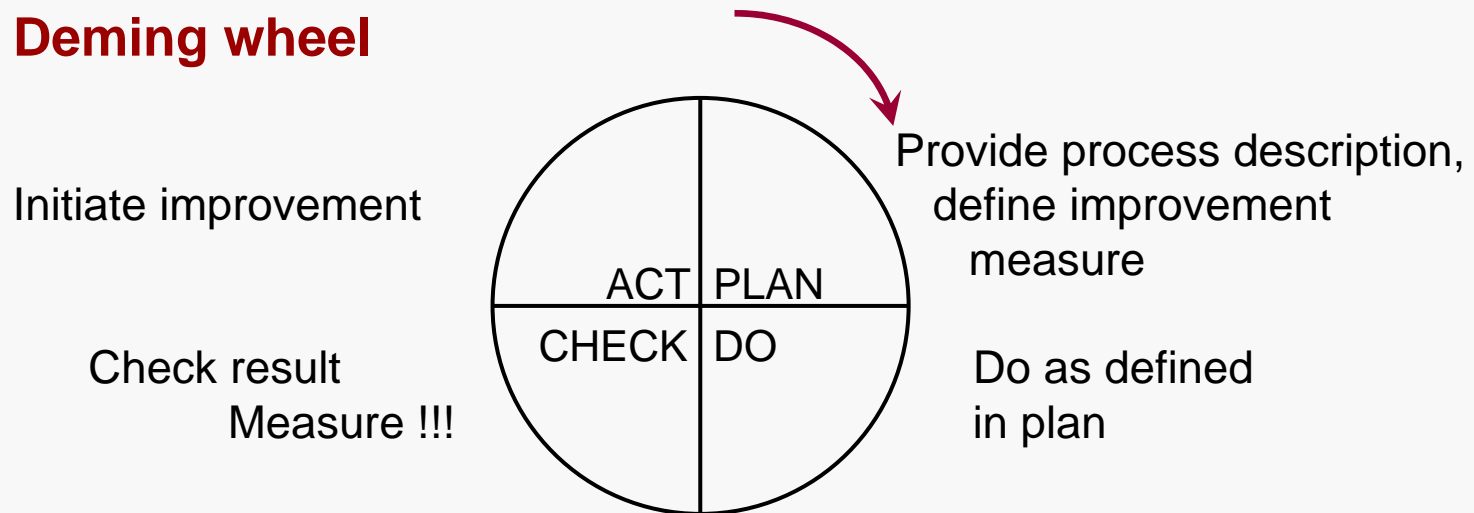 Deming wheel
Provide process description,
define improvement
measure
Initiate improvement
ACT PLAN
CHECK DO
Check result
Measure !!!
Do as defined
in plan